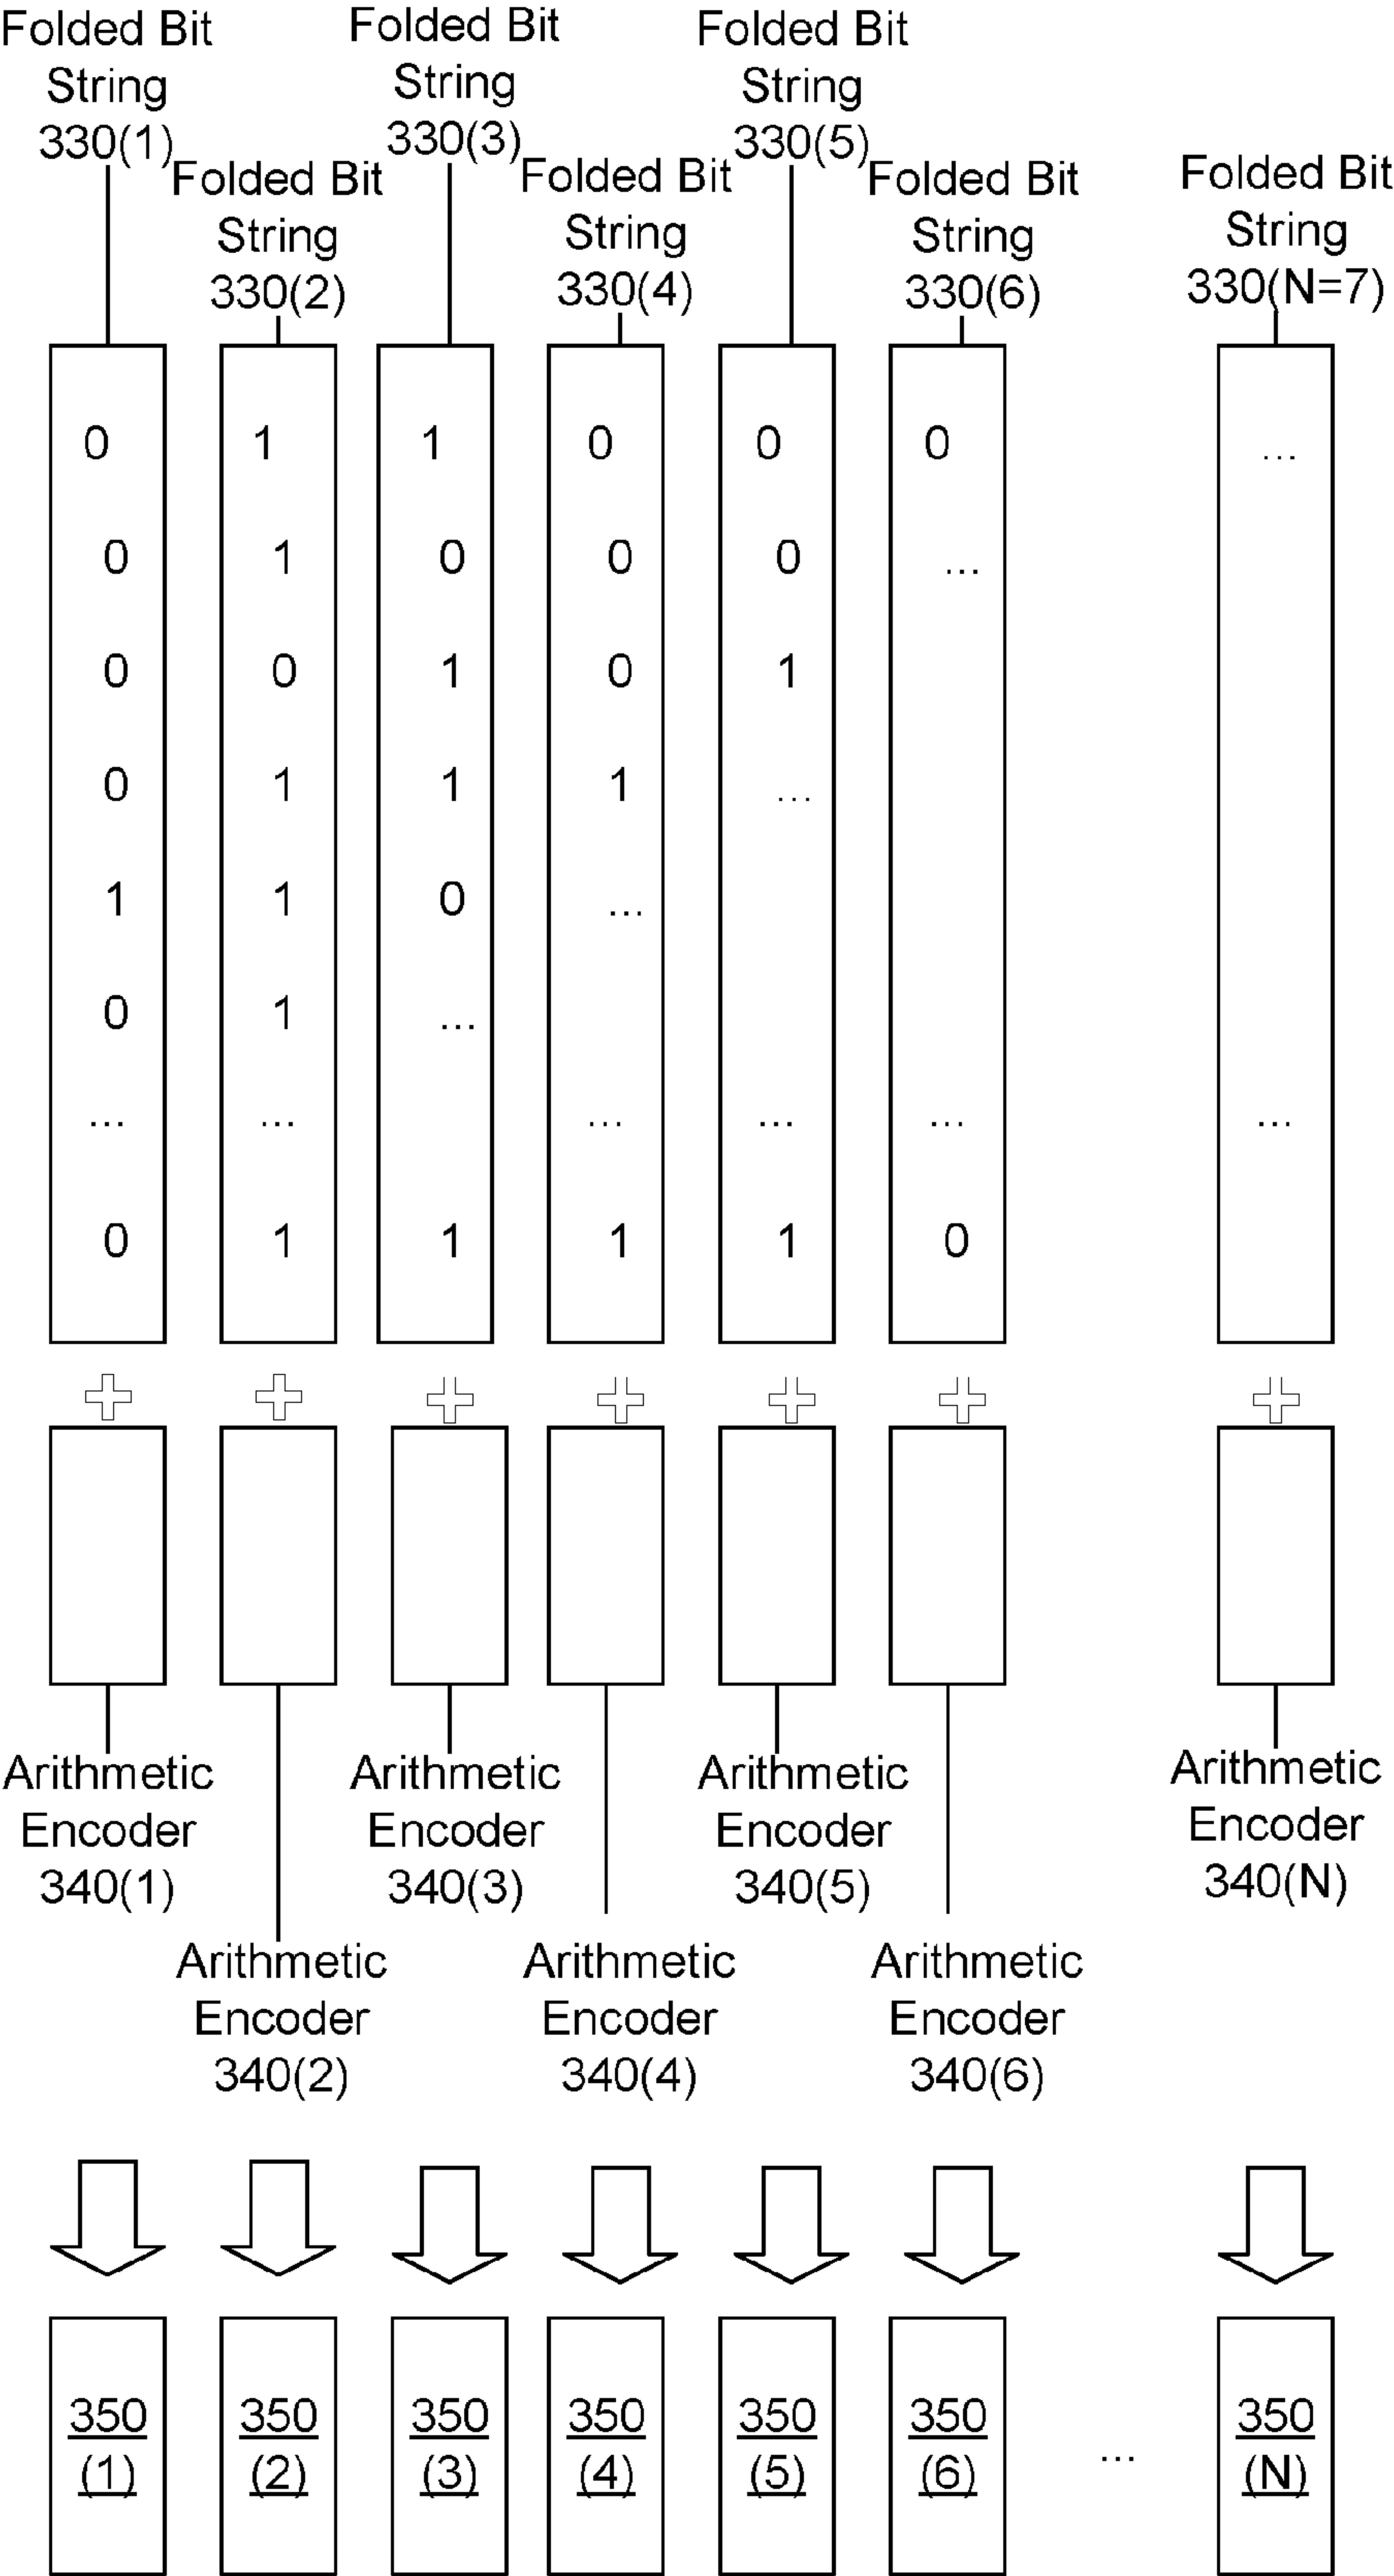 Folded Bit
String
330(1)
Folded Bit
String
330(3)
Folded Bit
String
330(5)
Folded Bit
String
330(2)
Folded Bit
String
330(4)
Folded Bit
String
330(6)
Folded Bit
String
330(N=7)
0 1 1 0 0 0 ...
0 1 0 0 0 ...
0 0 1 0 1
0 1 1 1 ...
1 1 0 ...
0 1 ...
... ... ... ... ... ...
0 1 1 1 1 0
Arithmetic
Encoder
340(1)
Arithmetic
Encoder
340(3)
Arithmetic
Encoder
340(5)
Arithmetic
Encoder
340(N)
Arithmetic
Encoder
340(2)
Arithmetic
Encoder
340(4)
Arithmetic
Encoder
340(6)
350
(1)
350
(2)
350
(3)
350
(4)
350
(5)
350
(6)
...
350
(N)